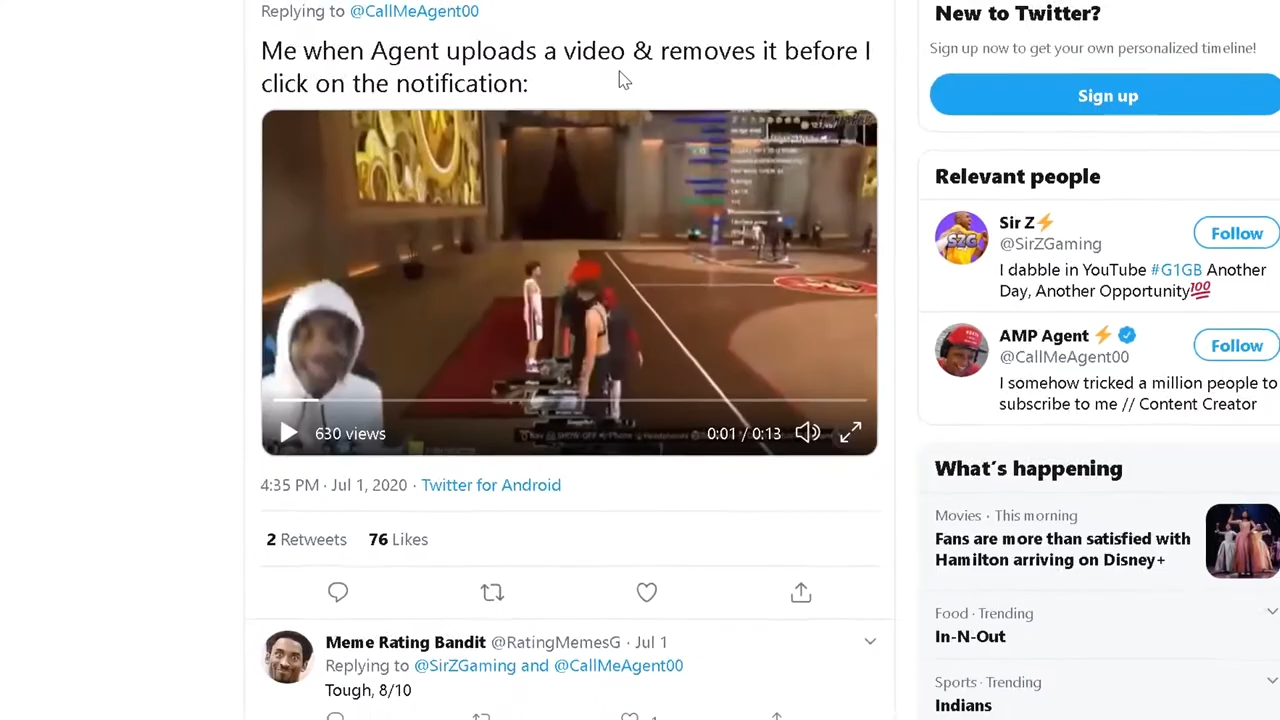 Replying to @CallMeAgent00
Me when Agent uploads a video & removes it before I
click on the notification:
630 views
0:01 / 0:13
4:35 PM · Jul 1, 2020 · Twitter for Android
2 Retweets 76 Likes
Meme Rating Bandit @RatingMemesG · Jul 1
Replying to @SirZGaming and @CallMeAgent00
Tough, 8/10
1
New to Twitter?
Sign up now to get your own personalized timeline!
Sign up
Relevant people
Sir Z⚡
@SirZGaming
Follow
I dabble in YouTube #G1GB Another
Day, Another Opportunity💯
SZG
AMP Agent ⚡
@CallMeAgent00
Follow
I somehow tricked a million people to
subscribe to me // Content Creator
What's happening
Movies · This morning
Fans are more than satisfied with
Hamilton arriving on Disney+
Food · Trending
In-N-Out
Sports · Trending
Indians